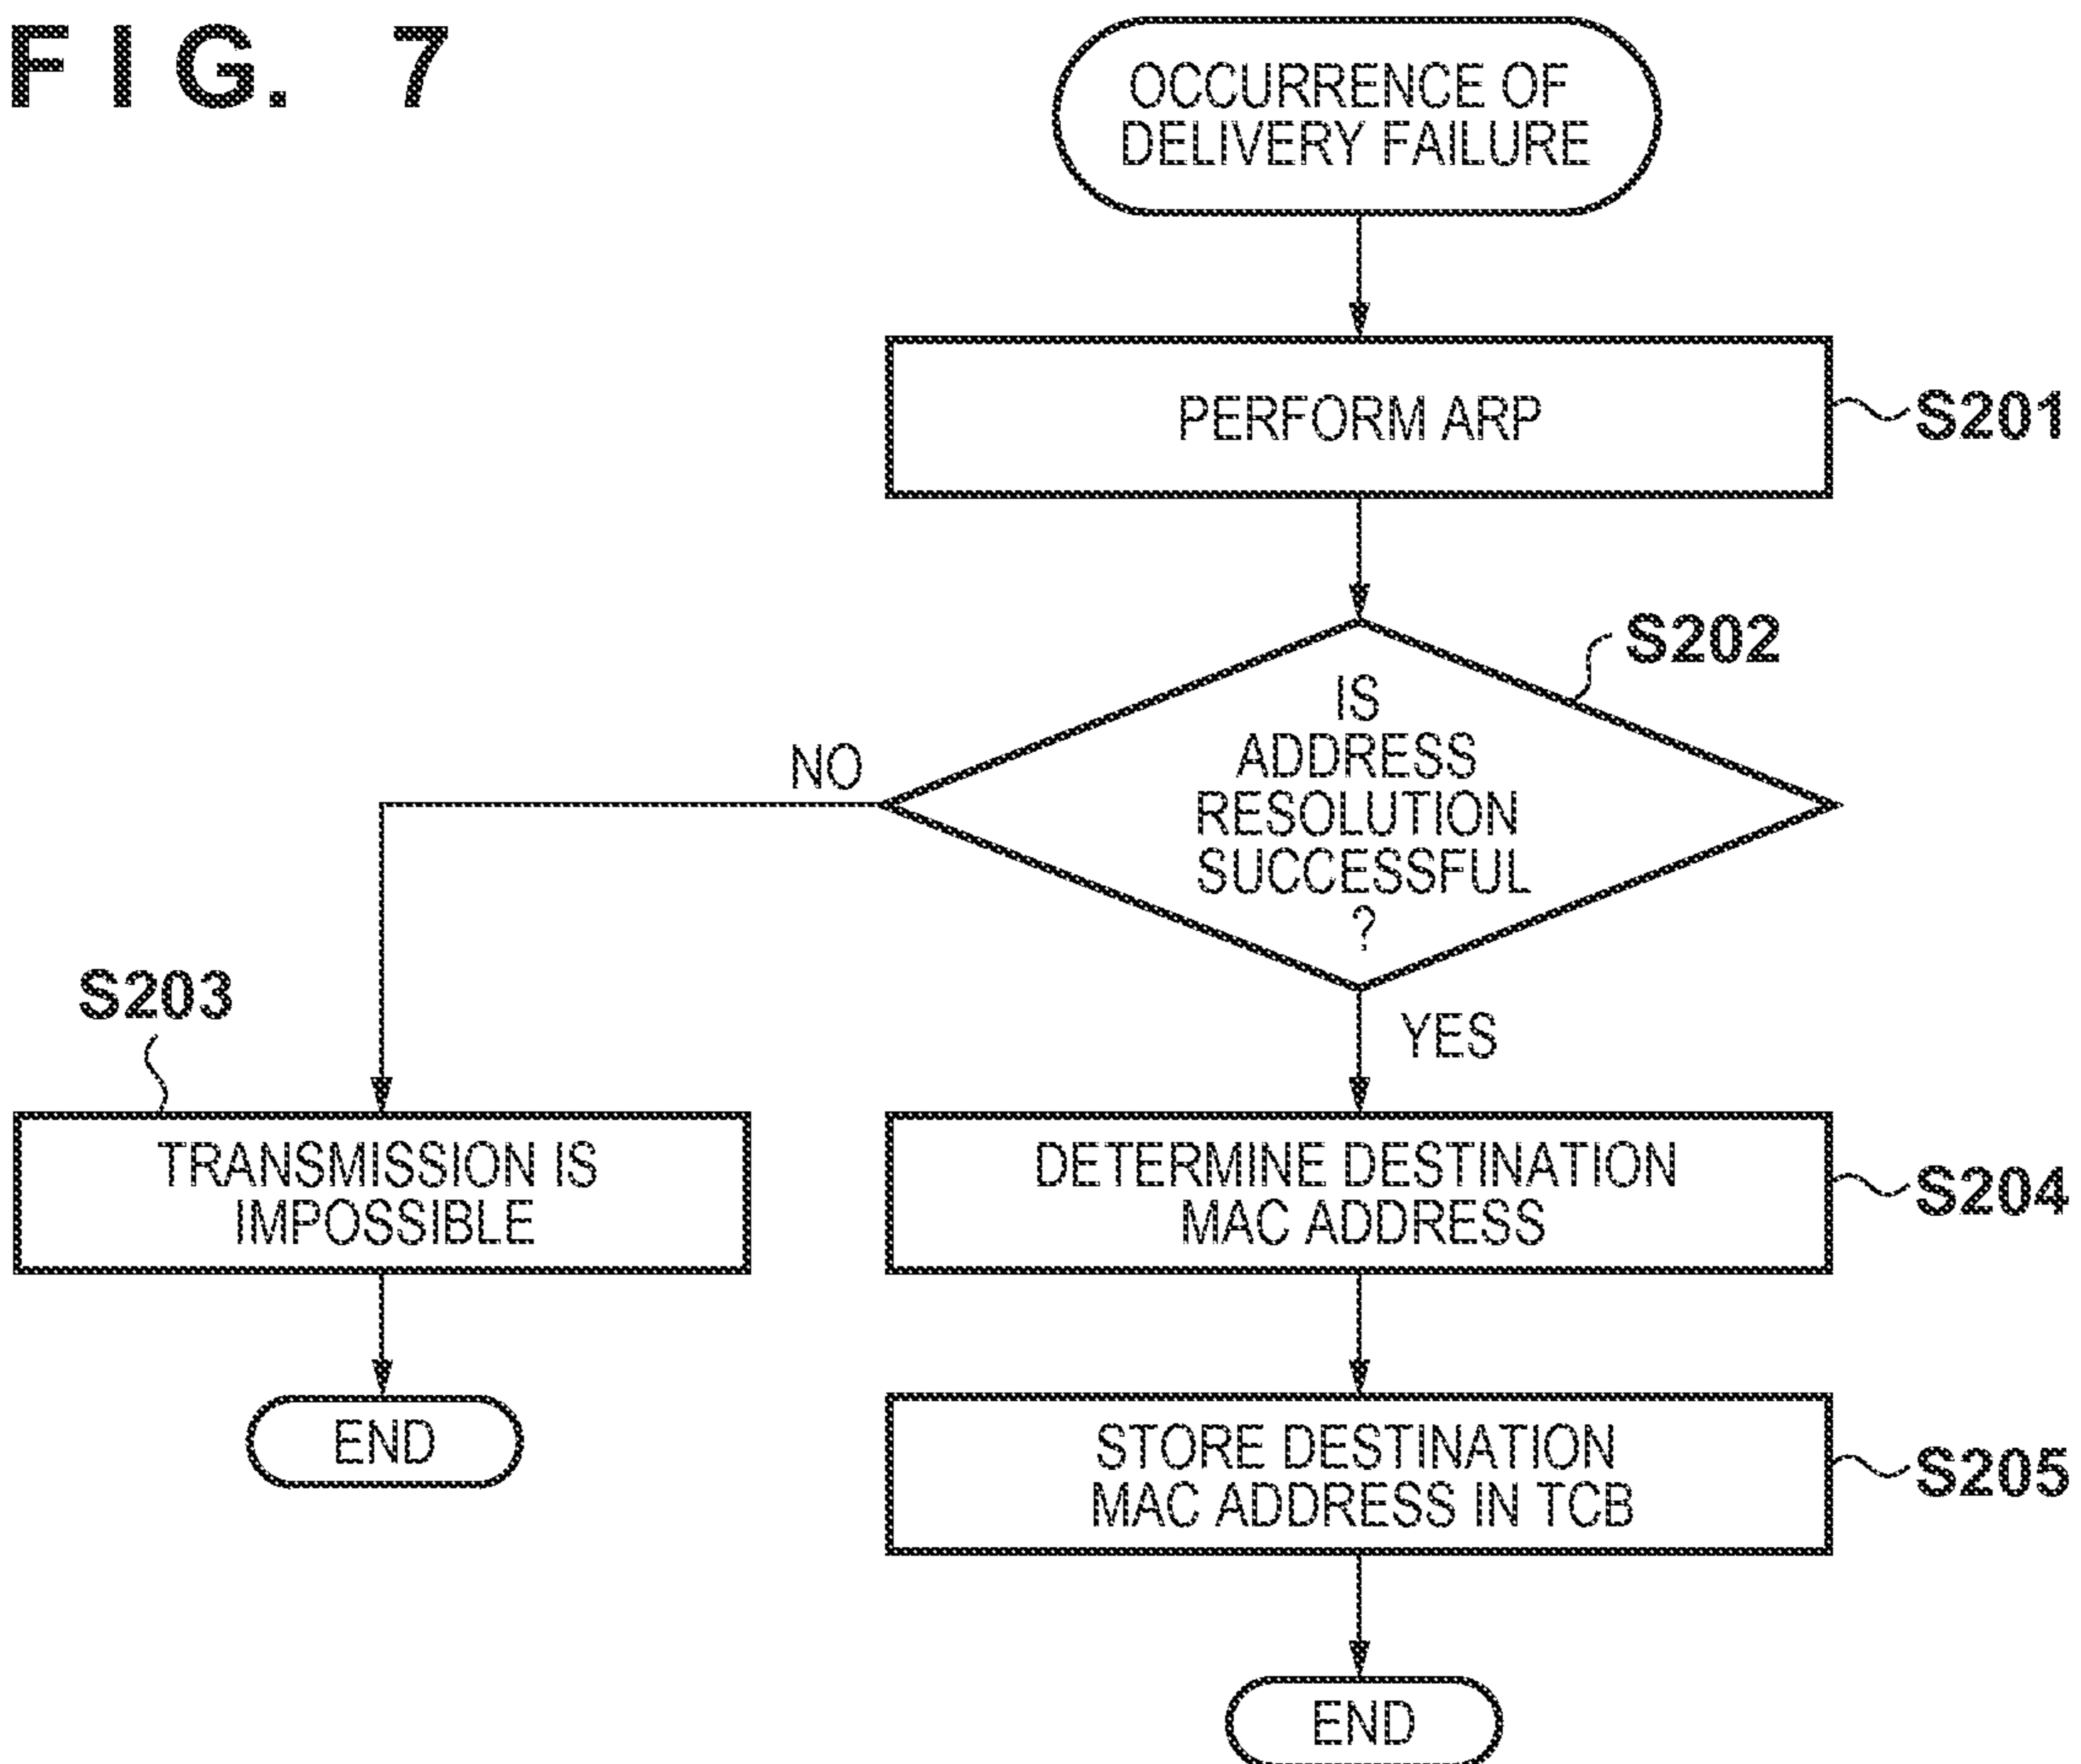 FIG. 7
OCCURRENCE OF
DELIVERY FAILURE
PERFORM ARP
S201
S202
IS
ADDRESS
RESOLUTION
SUCCESSFUL
?
NO
YES
S203
TRANSMISSION IS
IMPOSSIBLE
DETERMINE DESTINATION
MAC ADDRESS
S204
END
STORE DESTINATION
MAC ADDRESS IN TCB
S205
END